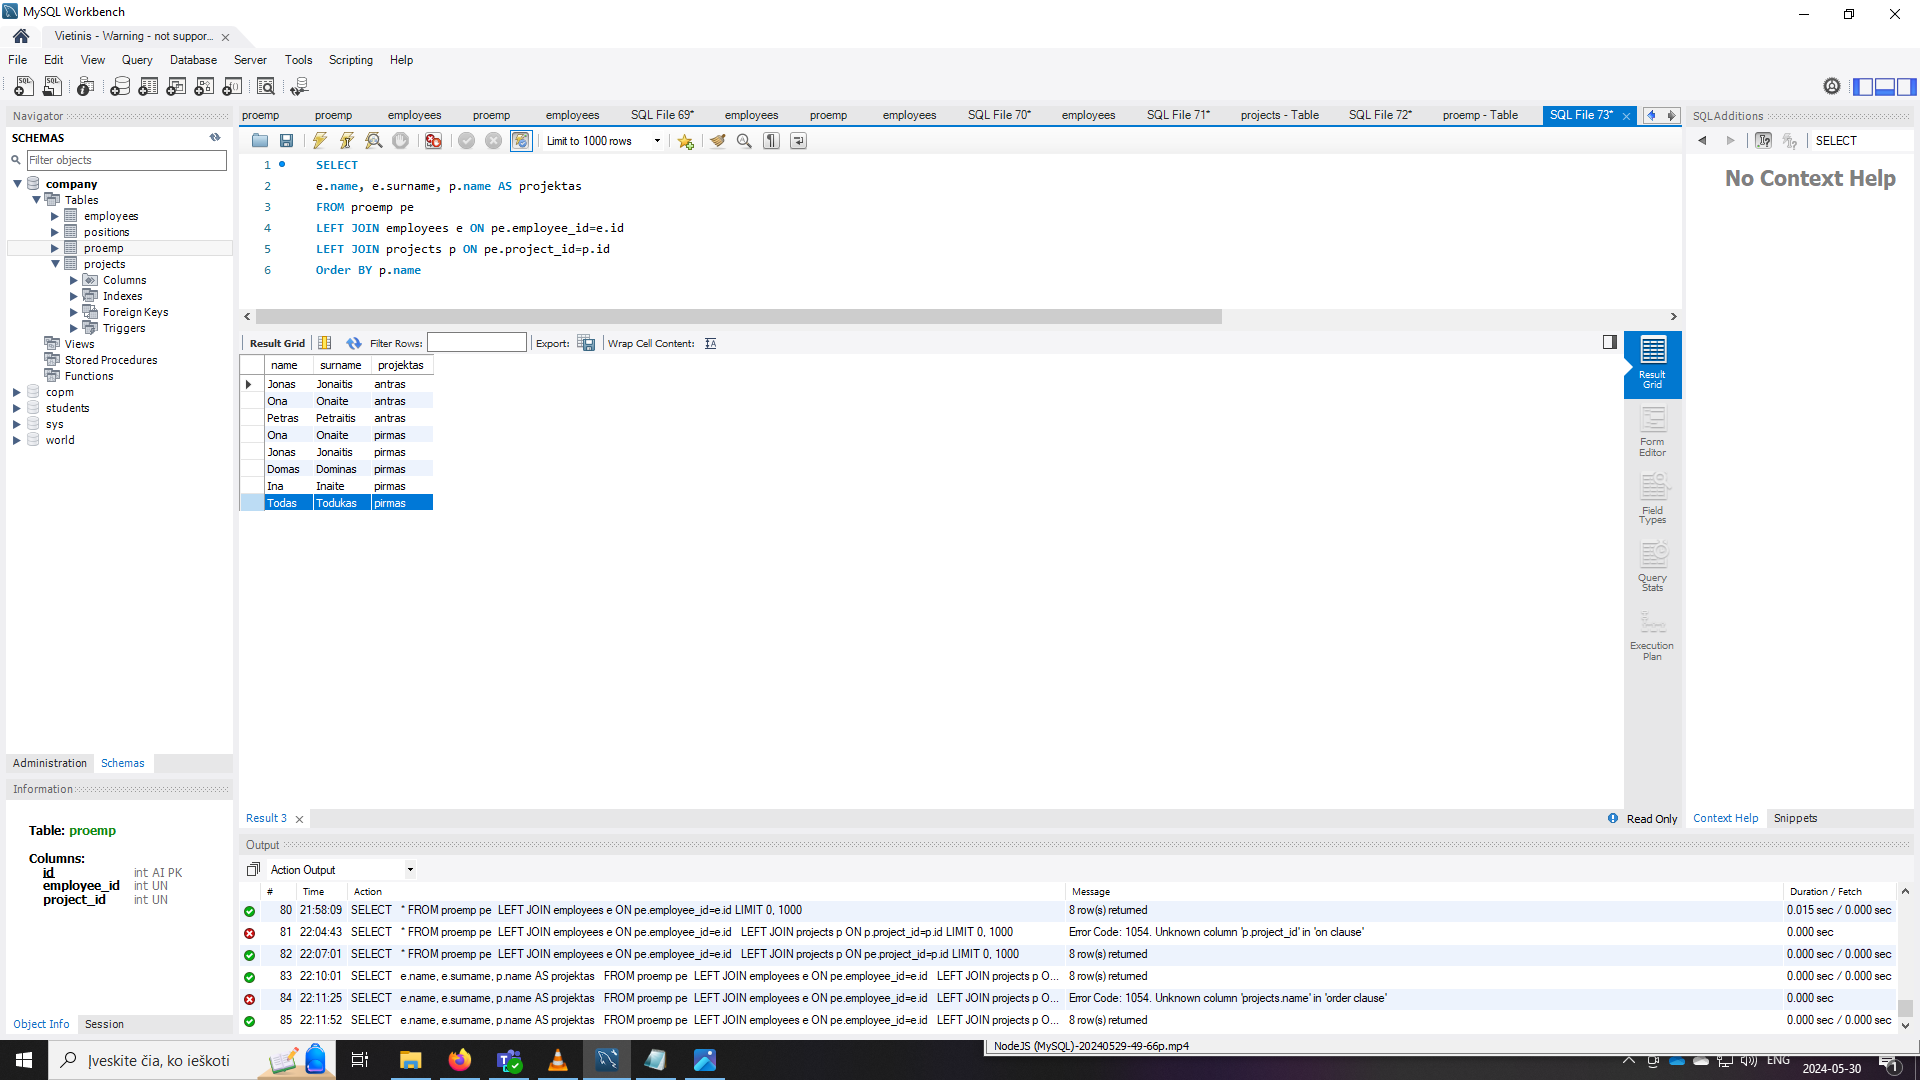 MySQL Workbench
Vietinis - Warning - not suppor...
File Edit View Query Database Server Tools Scripting Help
Navigator
SCHEMAS
Filter objects
company
Tables
employees
positions
proemp
projects
Columns
Indexes
Foreign Keys
Triggers
Views
Stored Procedures
Functions
copm
students
sys
world
Administration Schemas
Information
Table: proemp
Columns:
id int AI PK
employee_id int UN
project_id int UN
Object Info Session
proemp proemp employees proemp employees SQL File 69* employees proemp employees SQL File 70* employees SQL File 71* projects - Table SQL File 72* proemp - Table SQL File 73*
Limit to 1000 rows
1 SELECT
2 e.name, e.surname, p.name AS projektas
3 FROM proemp pe
4 LEFT JOIN employees e ON pe.employee_id=e.id
5 LEFT JOIN projects p ON pe.project_id=p.id
6 Order BY p.name
Result Grid Filter Rows: Export: Wrap Cell Content:
name surname projektas
Jonas Jonaitis antras
Ona Onaite antras
Petras Petraitis antras
Ona Onaite pirmas
Jonas Jonaitis pirmas
Domas Dominas pirmas
Ina Inaite pirmas
Todas Todukas pirmas
Result
Grid
Form
Editor
Field
Types
Query
Stats
Execution
Plan
Result 3
Read Only
SQLAdditions
SELECT
No Context Help
Context Help Snippets
Output
Action Output
# Time Action Message Duration / Fetch
80 21:58:09 SELECT * FROM proemp pe LEFT JOIN employees e ON pe.employee_id=e.id LIMIT 0, 1000 8 row(s) returned 0.015 sec / 0.000 sec
81 22:04:43 SELECT * FROM proemp pe LEFT JOIN employees e ON pe.employee_id=e.id LEFT JOIN projects p ON p.project_id=p.id LIMIT 0, 1000 Error Code: 1054. Unknown column 'p.project_id' in 'on clause' 0.000 sec
82 22:07:01 SELECT * FROM proemp pe LEFT JOIN employees e ON pe.employee_id=e.id LEFT JOIN projects p ON pe.project_id=p.id LIMIT 0, 1000 8 row(s) returned 0.000 sec / 0.000 sec
83 22:10:01 SELECT e.name, e.surname, p.name AS projektas FROM proemp pe LEFT JOIN employees e ON pe.employee_id=e.id LEFT JOIN projects p O... 8 row(s) returned 0.000 sec / 0.000 sec
84 22:11:25 SELECT e.name, e.surname, p.name AS projektas FROM proemp pe LEFT JOIN employees e ON pe.employee_id=e.id LEFT JOIN projects p O... Error Code: 1054. Unknown column 'projects.name' in 'order clause' 0.000 sec
85 22:11:52 SELECT e.name, e.surname, p.name AS projektas FROM proemp pe LEFT JOIN employees e ON pe.employee_id=e.id LEFT JOIN projects p O... 8 row(s) returned 0.000 sec / 0.000 sec
NodeJS (MySQL)-20240529-49-66p.mp4
Įveskite čia, ko ieškoti
ENG
2024-05-30
1